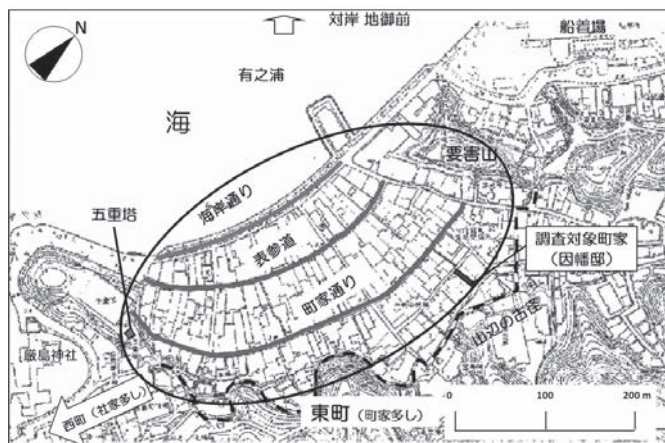 N
対岸 地御前
船着場
有之浦
海
要害山
五重塔
海岸通り
表参道
町家通り
調査対象町家
(因幡邸)
山辺の古径
厳島神社
西町(社家多し)
東町(町家多し)
0 100 200 m